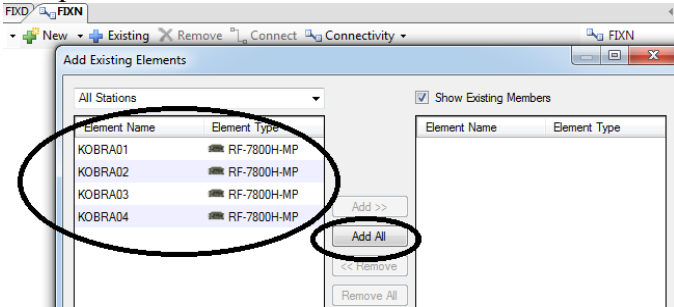 FIXD FIXN
New Existing Remove Connect Connectivity FIXN
Add Existing Elements
All Stations Show Existing Members
Element Name Element Type Element Name Element Type
KOBRA01 RF-7800H-MP
KOBRA02 RF-7800H-MP
KOBRA03 RF-7800H-MP
KOBRA04 RF-7800H-MP
Add >>
Add All
<< Remove
Remove All